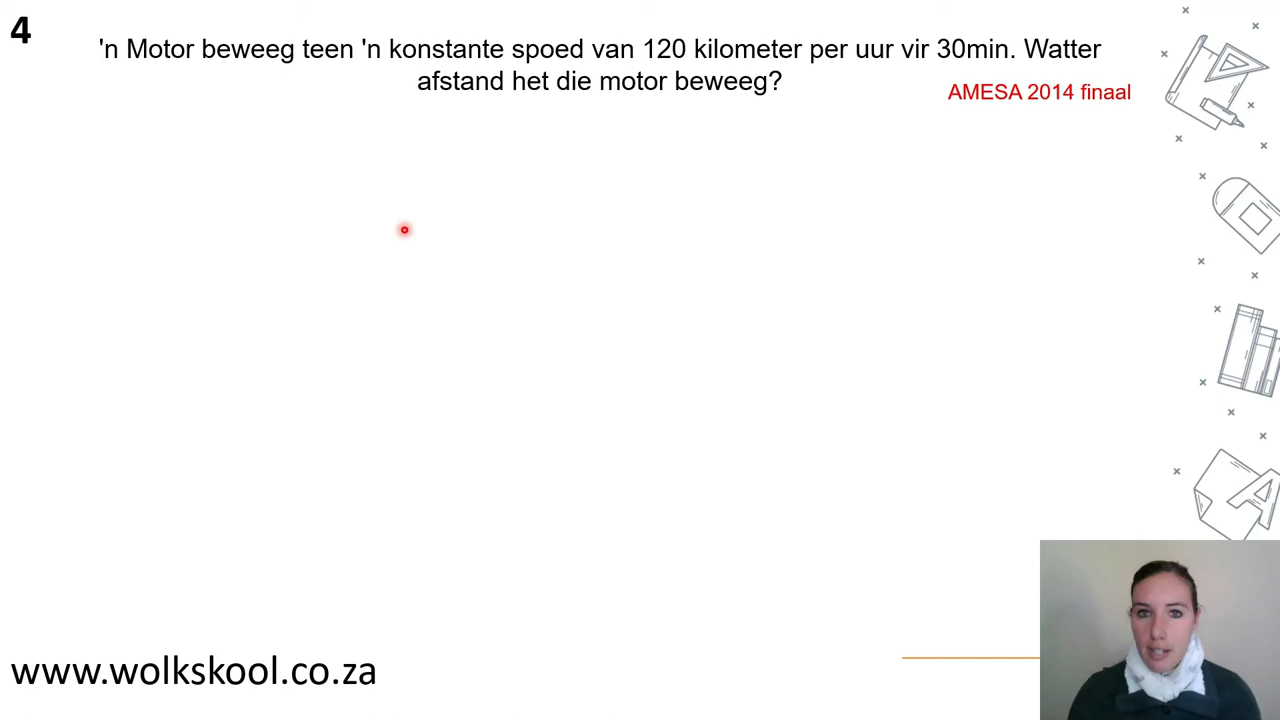 4
'n Motor beweeg teen 'n konstante spoed van 120 kilometer per uur vir 30min. Watter
afstand het die motor beweeg?
AMESA 2014 finaal
www.wolkskool.co.za